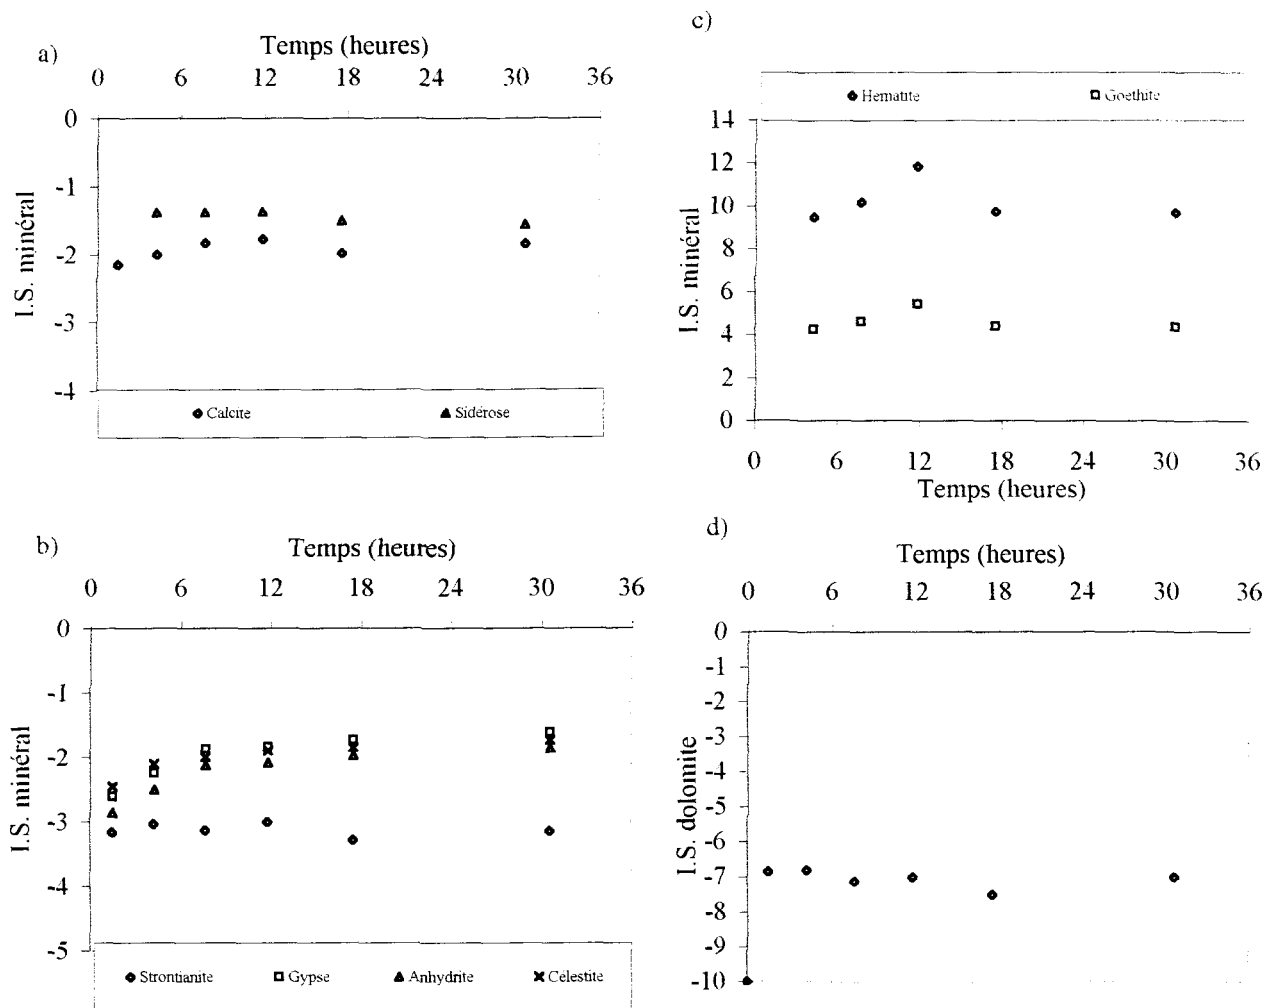 a)
Temps (heures)
0 6 12 18 24 30 36
0
-1
-2
-3
-4
I.S. minéral
Calcite Sidérose
c)
Hematite Goethite
14
12
10
8
6
4
2
0
I.S. minéral
0 6 12 18 24 30 36
Temps (heures)
b)
Temps (heures)
0 6 12 18 24 30 36
0
-1
-2
-3
-4
-5
I.S. minéral
Strontianite Gypse Anhydrite Célestite
d)
Temps (heures)
0 6 12 18 24 30 36
0
-1
-2
-3
-4
-5
-6
-7
-8
-9
-10
I.S. dolomite